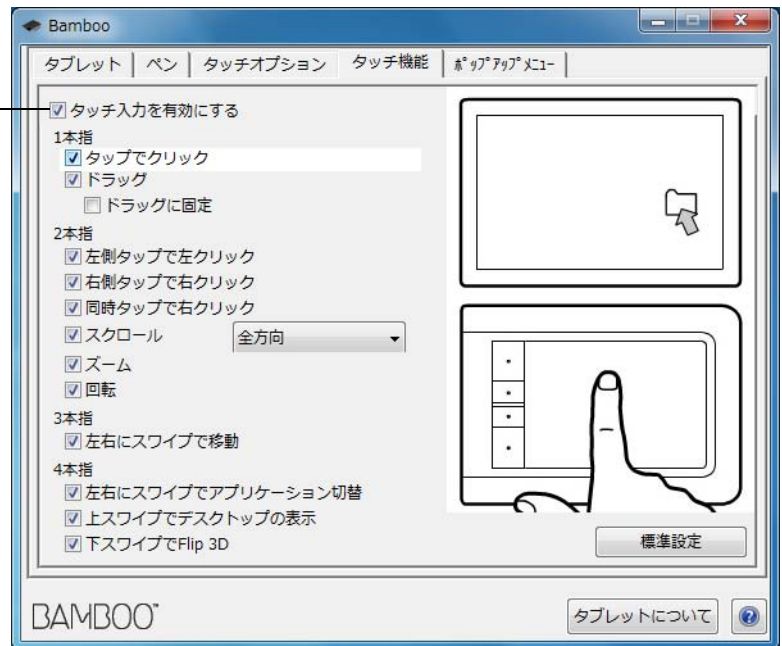 Bamboo
タブレット ペン タッチオプション タッチ機能 ﾎﾟｯﾌﾟｱｯﾌﾟﾒﾆｭｰ
タッチ入力を有効にする
1本指
タップでクリック
ドラッグ
ドラッグに固定
2本指
左側タップで左クリック
右側タップで右クリック
同時タップで右クリック
スクロール 全方向
ズーム
回転
3本指
左右にスワイプで移動
4本指
左右にスワイプでアプリケーション切替
上スワイプでデスクトップの表示
下スワイプでFlip 3D
標準設定
BAMBOO™
タブレットについて ?